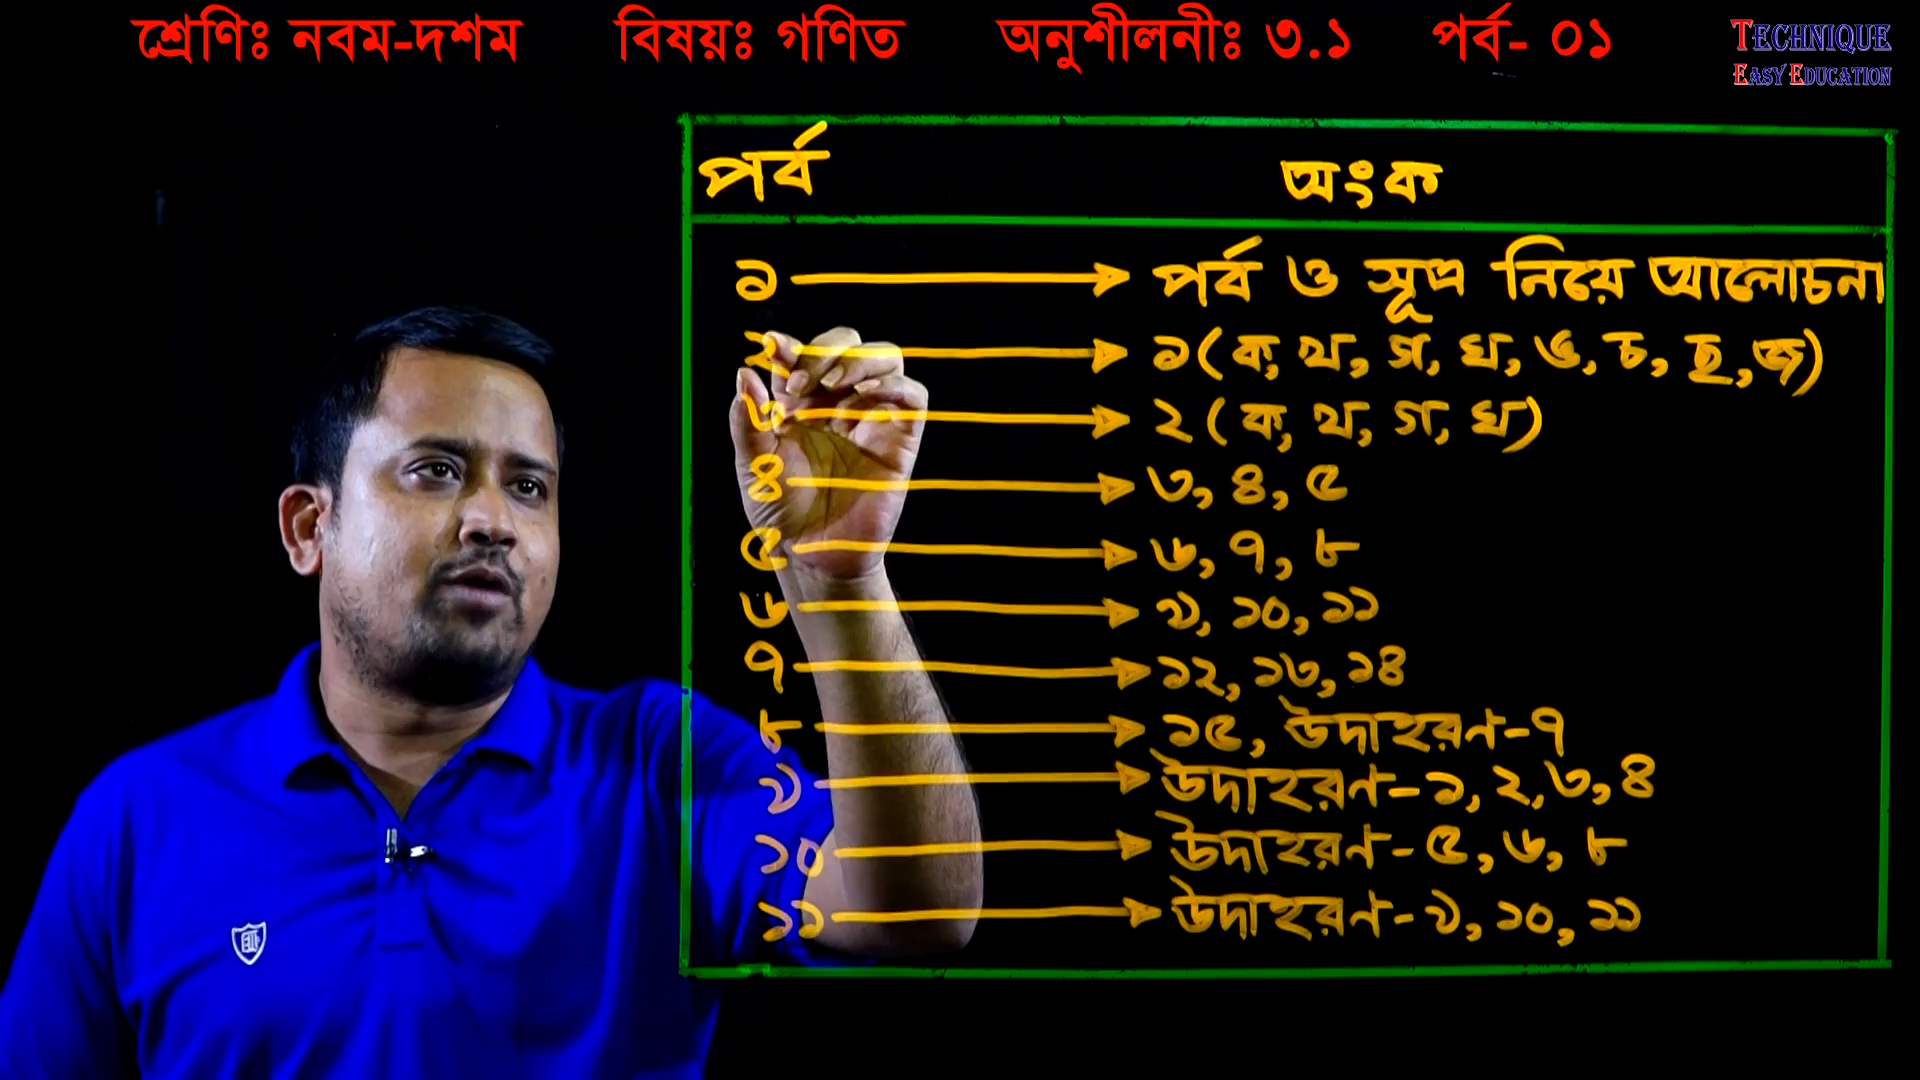 শ্রেণিঃ নবম-দশম বিষয়ঃ গণিত অনুশীলনীঃ ৩.১ পর্ব- ০১
TECHNIQUE
EASY EDUCATION
পর্ব অংক
১ পর্ব ও সূত্র নিয়ে আলোচনা
২ ১(ক, খ, গ, ঘ, ঙ, চ, ছ, জ)
৩ ২(ক, খ, গ, ঘ)
৪ ৩, ৪, ৫
৫ ৬, ৭, ৮
৬ ৯, ১০, ১১
৭ ১২, ১৩, ১৪
৮ ১৫, উদাহরণ-৭
৯ উদাহরণ-১, ২, ৩, ৪
১০ উদাহরণ-৫, ৬, ৮
১১ উদাহরণ-৯, ১০, ১১